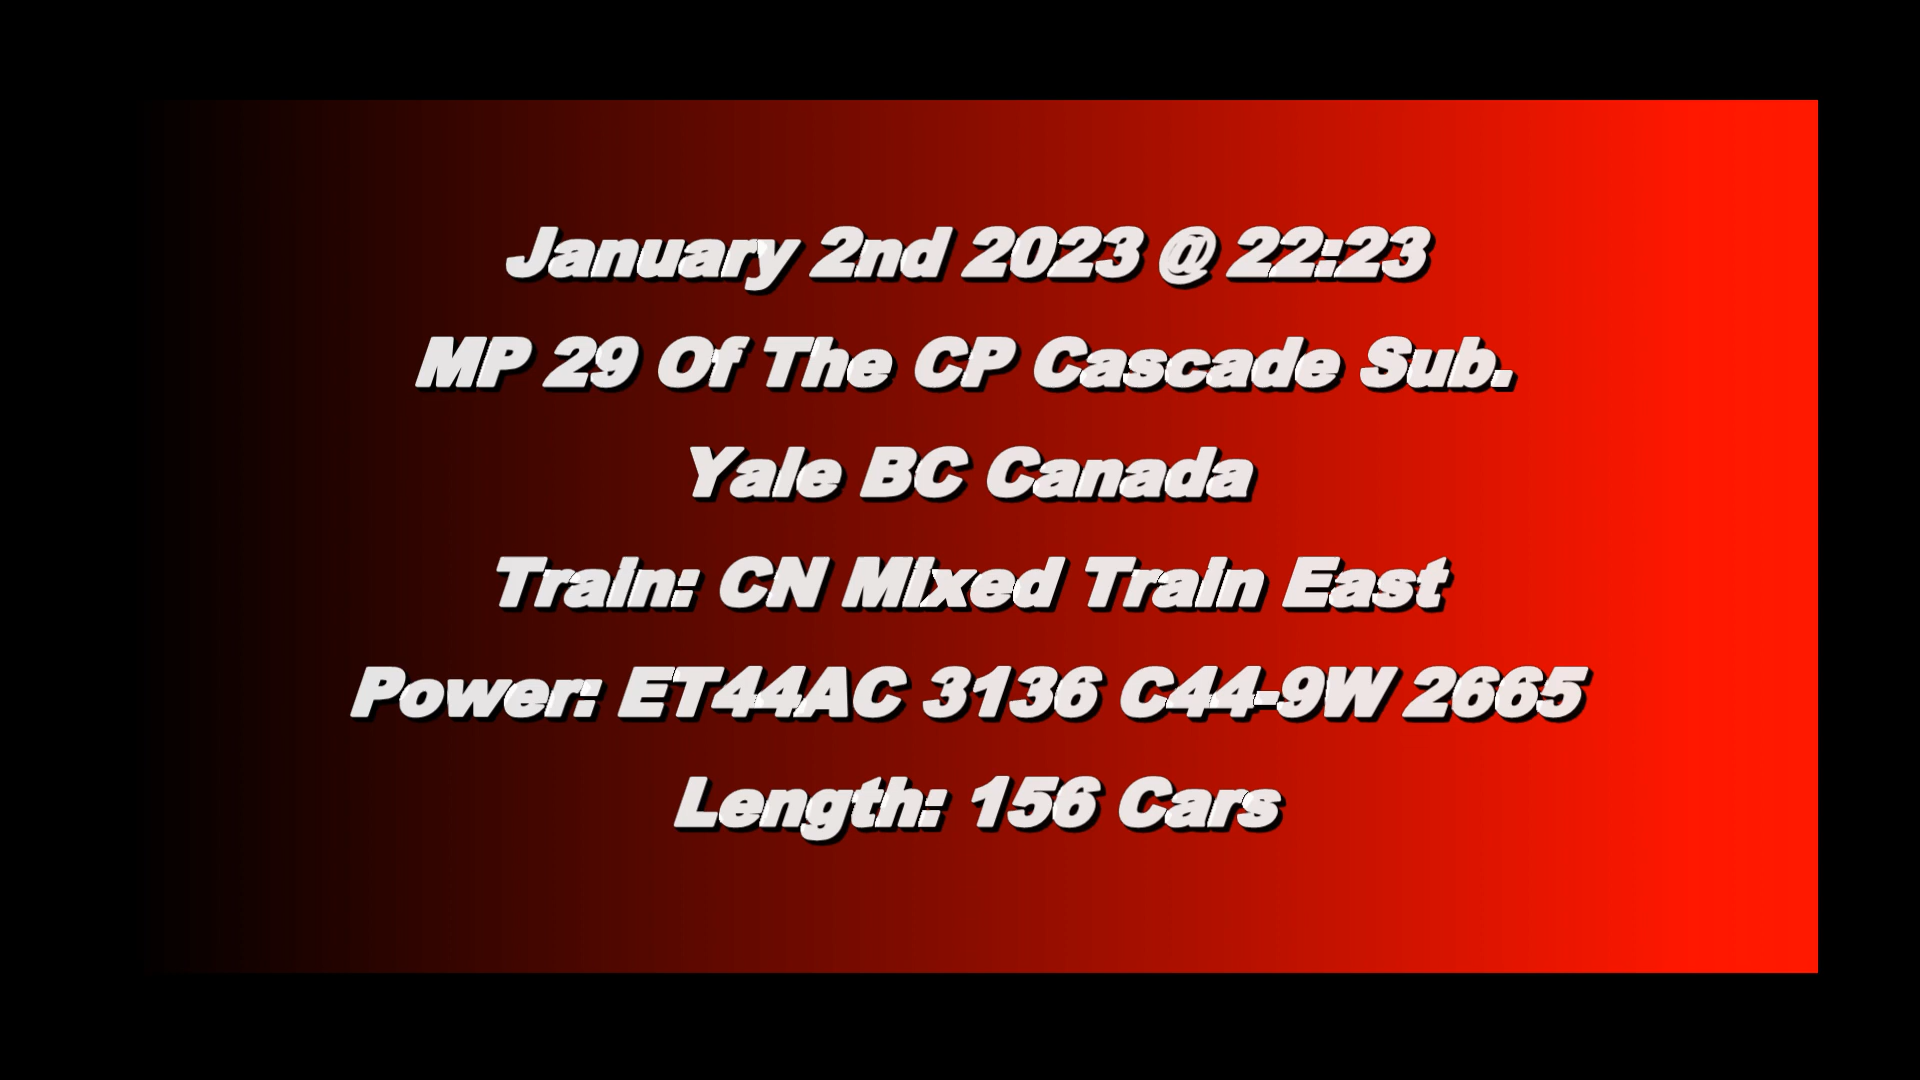 January 2nd 2023 @ 22:23
MP 29 Of The CP Cascade Sub.
Yale BC Canada
Train: CN Mixed Train East
Power: ET44AC 3136 C44-9W 2665
Length: 156 Cars